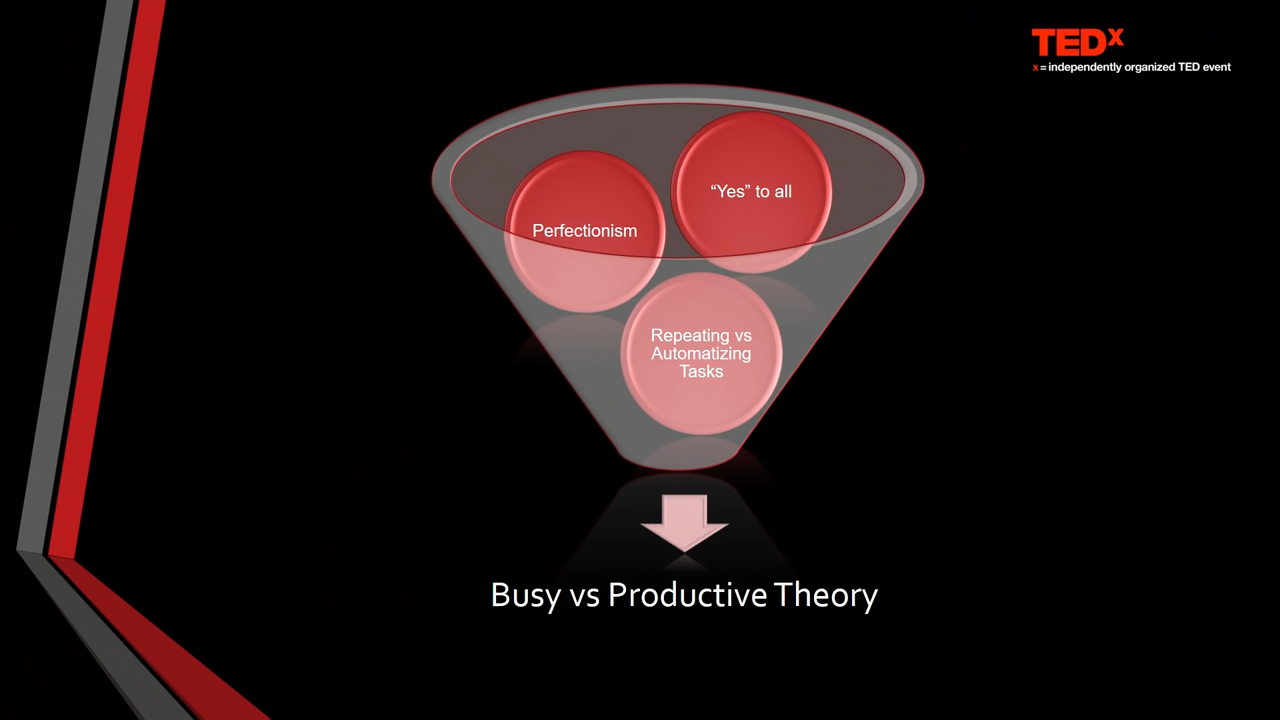 TEDx
x = independently organized TED event
“Yes” to all
Perfectionism
Repeating vs
Automatizing
Tasks
Busy vs Productive Theory